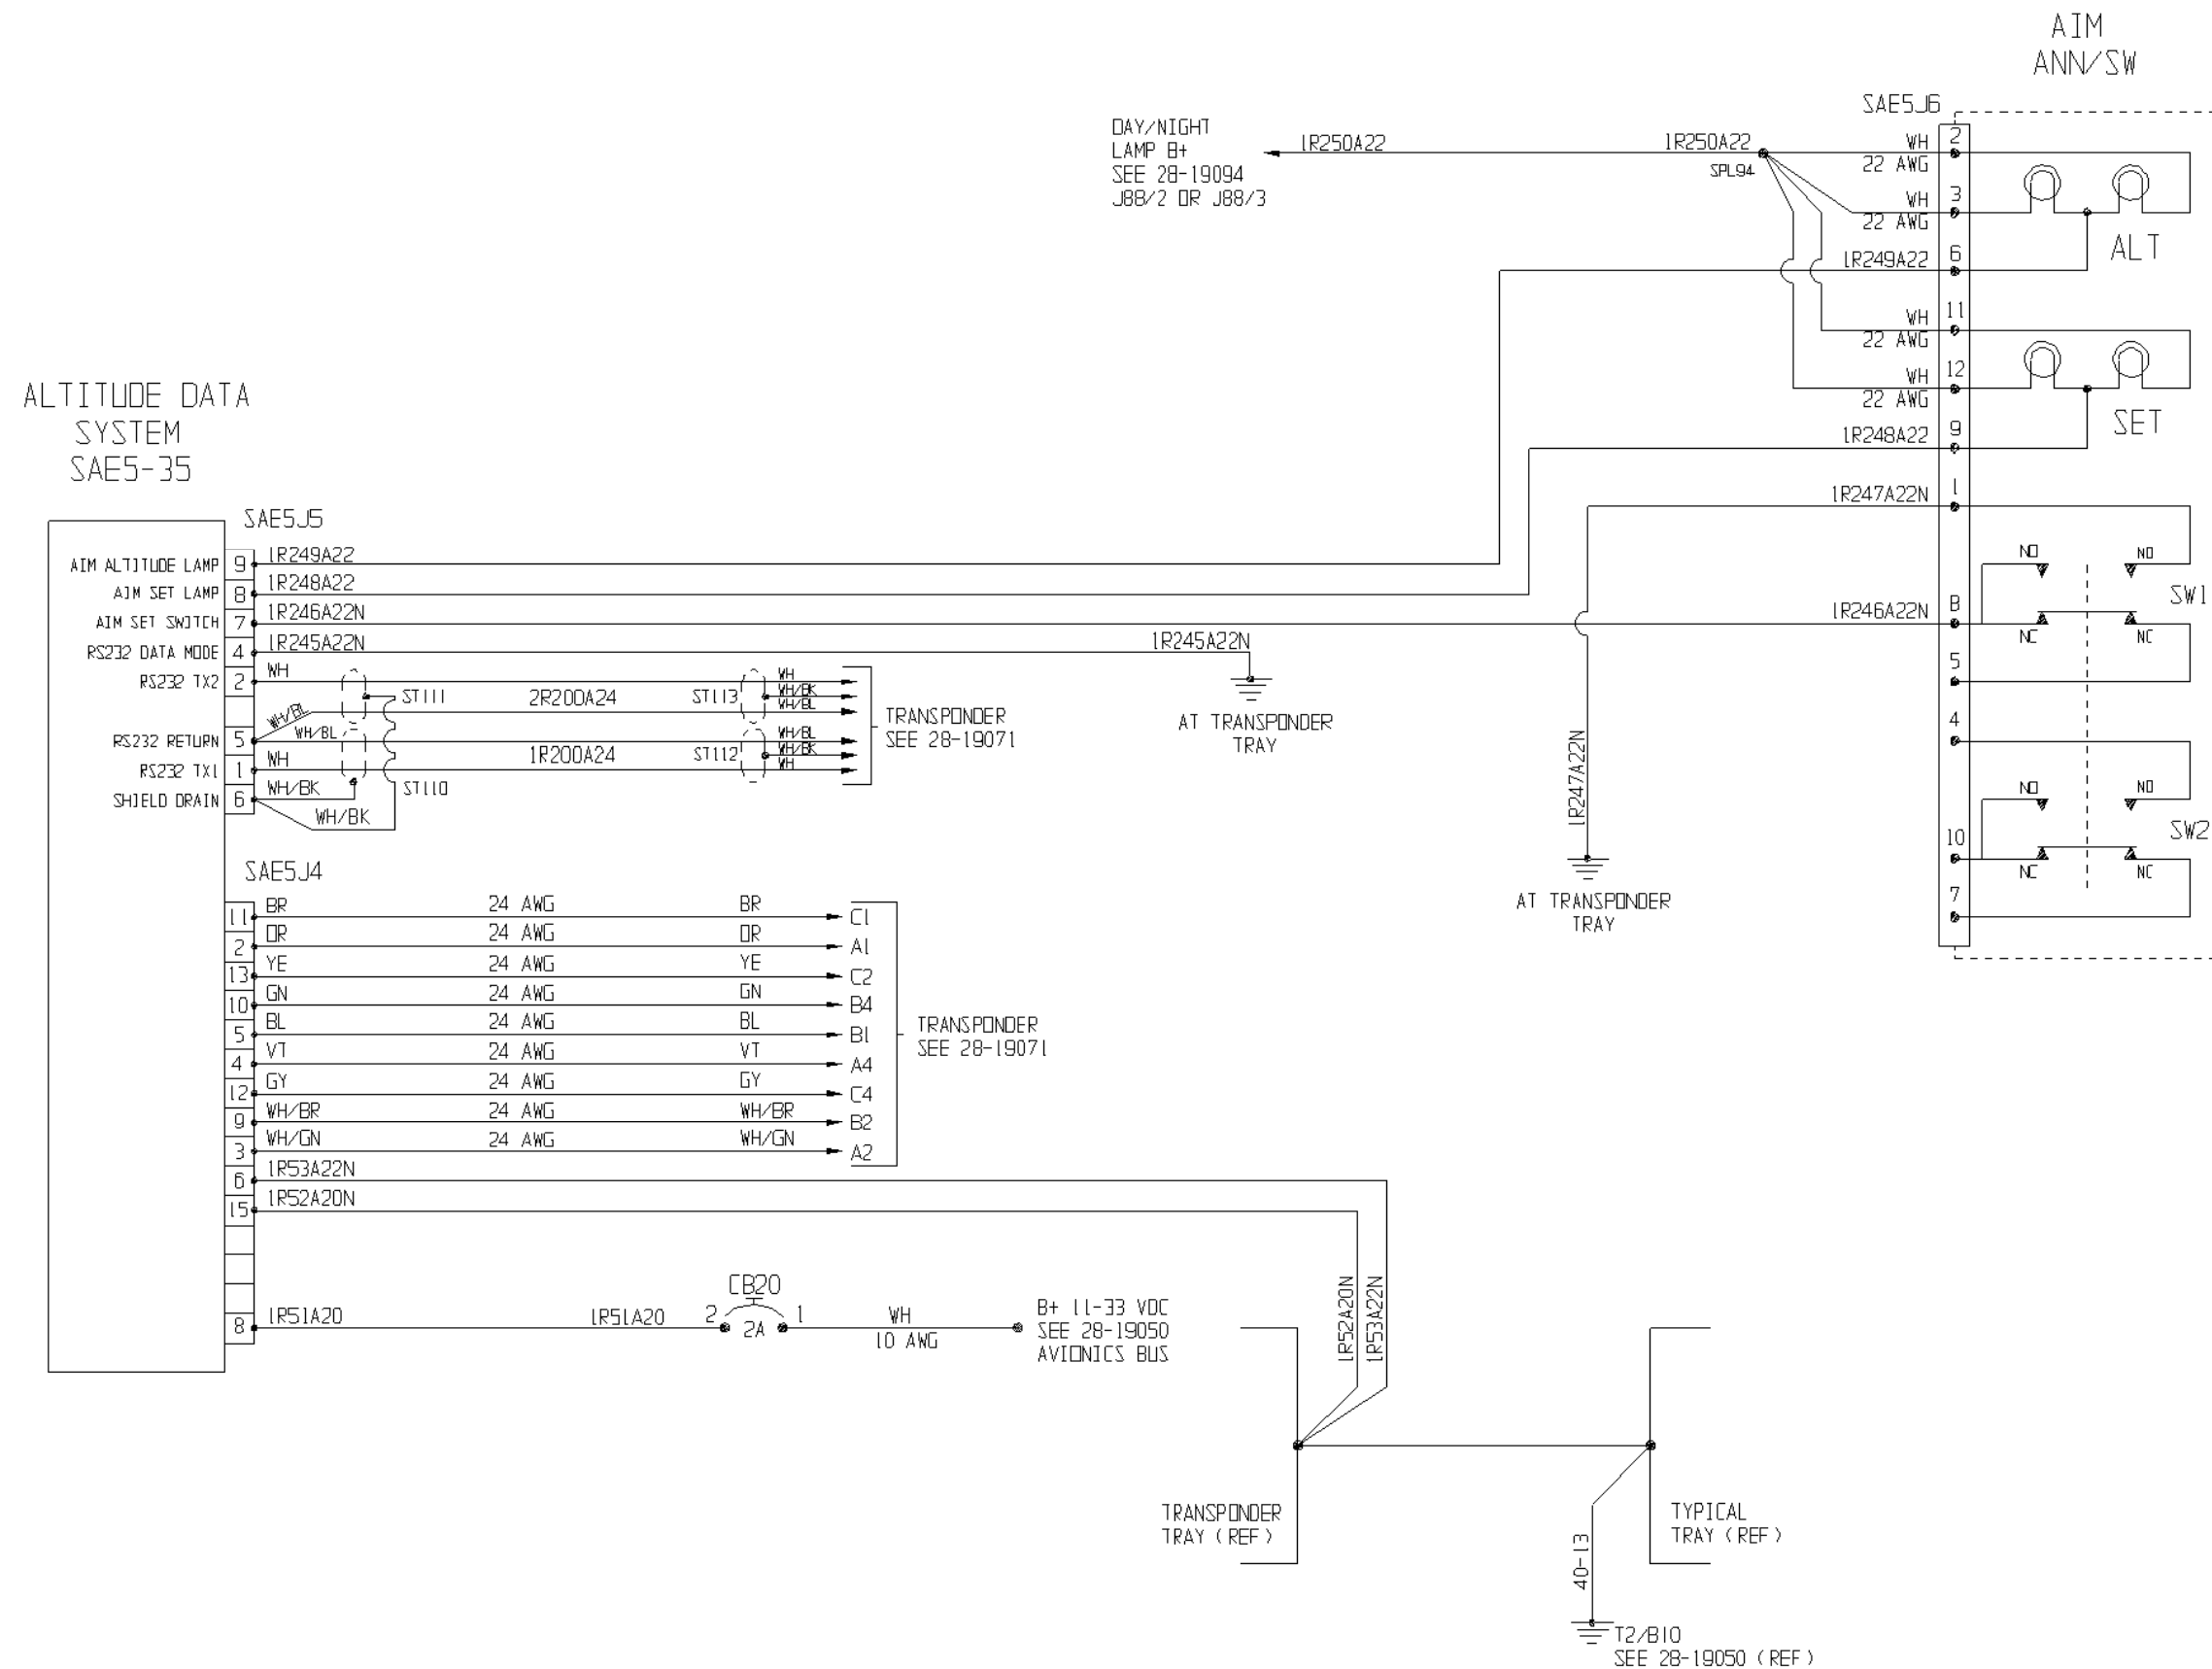 AIM
ANN/SW
SAE5J6
DAY/NIGHT
LAMP B+
SEE 28-19094
J88/2 OR J88/3
1R250A22
1R250A22
SPL94
WH 2
22 AWG
WH 3
22 AWG
ALT
1R249A22 6
WH 11
22 AWG
WH 12
22 AWG
SET
1R248A22 9
1R247A22N 1
NO
NO
SW1
1R246A22N 8
NC
NC
5
4
NO
NO
SW2
10
NC
NC
7
ALTITUDE DATA
SYSTEM
SAE5-35
SAE5J5
AIM ALTITUDE LAMP 9 1R249A22
AIM SET LAMP 8 1R248A22
AIM SET SWITCH 7 1R246A22N
RS232 DATA MODE 4 1R245A22N 1R245A22N
RS232 TX2 2 WH
WH
ST111 2R200A24 ST113 WH/BK
WH/BL WH/BL
WH/BL WH/BL
RS232 RETURN 5
1R200A24 ST112 WH/BK
RS232 TX1 1 WH WH
SHIELD DRAIN 6 WH/BK ST110
WH/BK
TRANSPONDER
SEE 28-19071
AT TRANSPONDER
TRAY
1R247A22N
AT TRANSPONDER
TRAY
SAE5J4
11 BR 24 AWG BR C1
2 OR 24 AWG OR A1
13 YE 24 AWG YE C2
10 GN 24 AWG GN B4
5 BL 24 AWG BL B1
4 VT 24 AWG VT A4
12 GY 24 AWG GY C4
9 WH/BR 24 AWG WH/BR B2
3 WH/GN 24 AWG WH/GN A2
TRANSPONDER
SEE 28-19071
6 1R53A22N
15 1R52A20N
1R52A20N
1R53A22N
8 1R51A20 1R51A20
CB20
2 1
2A
WH
10 AWG
B+ 11-33 VDC
SEE 28-19050
AVIONICS BUS
TRANSPONDER
TRAY (REF)
TYPICAL
TRAY (REF)
40-13
T2/B10
SEE 28-19050 (REF)